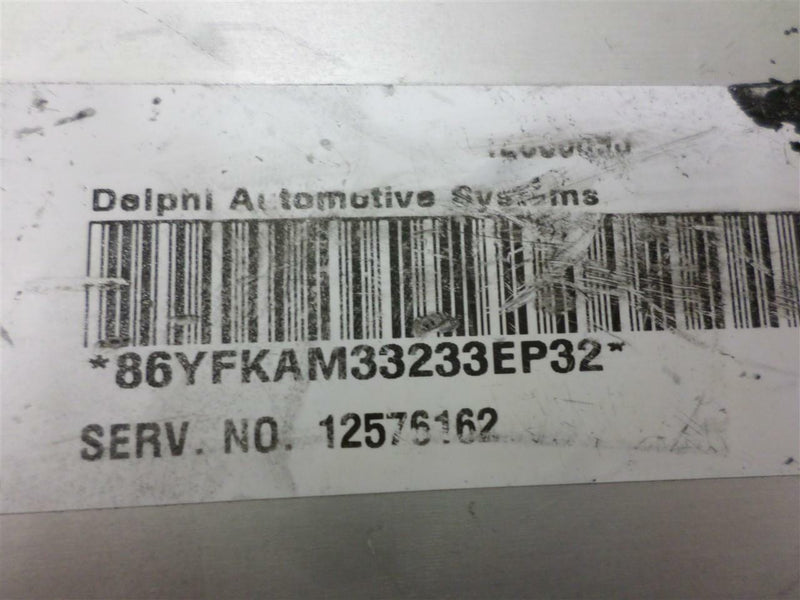 Delphi Automotive Systems
*86YFKAM33233EP32*
SERV. NO. 12576162